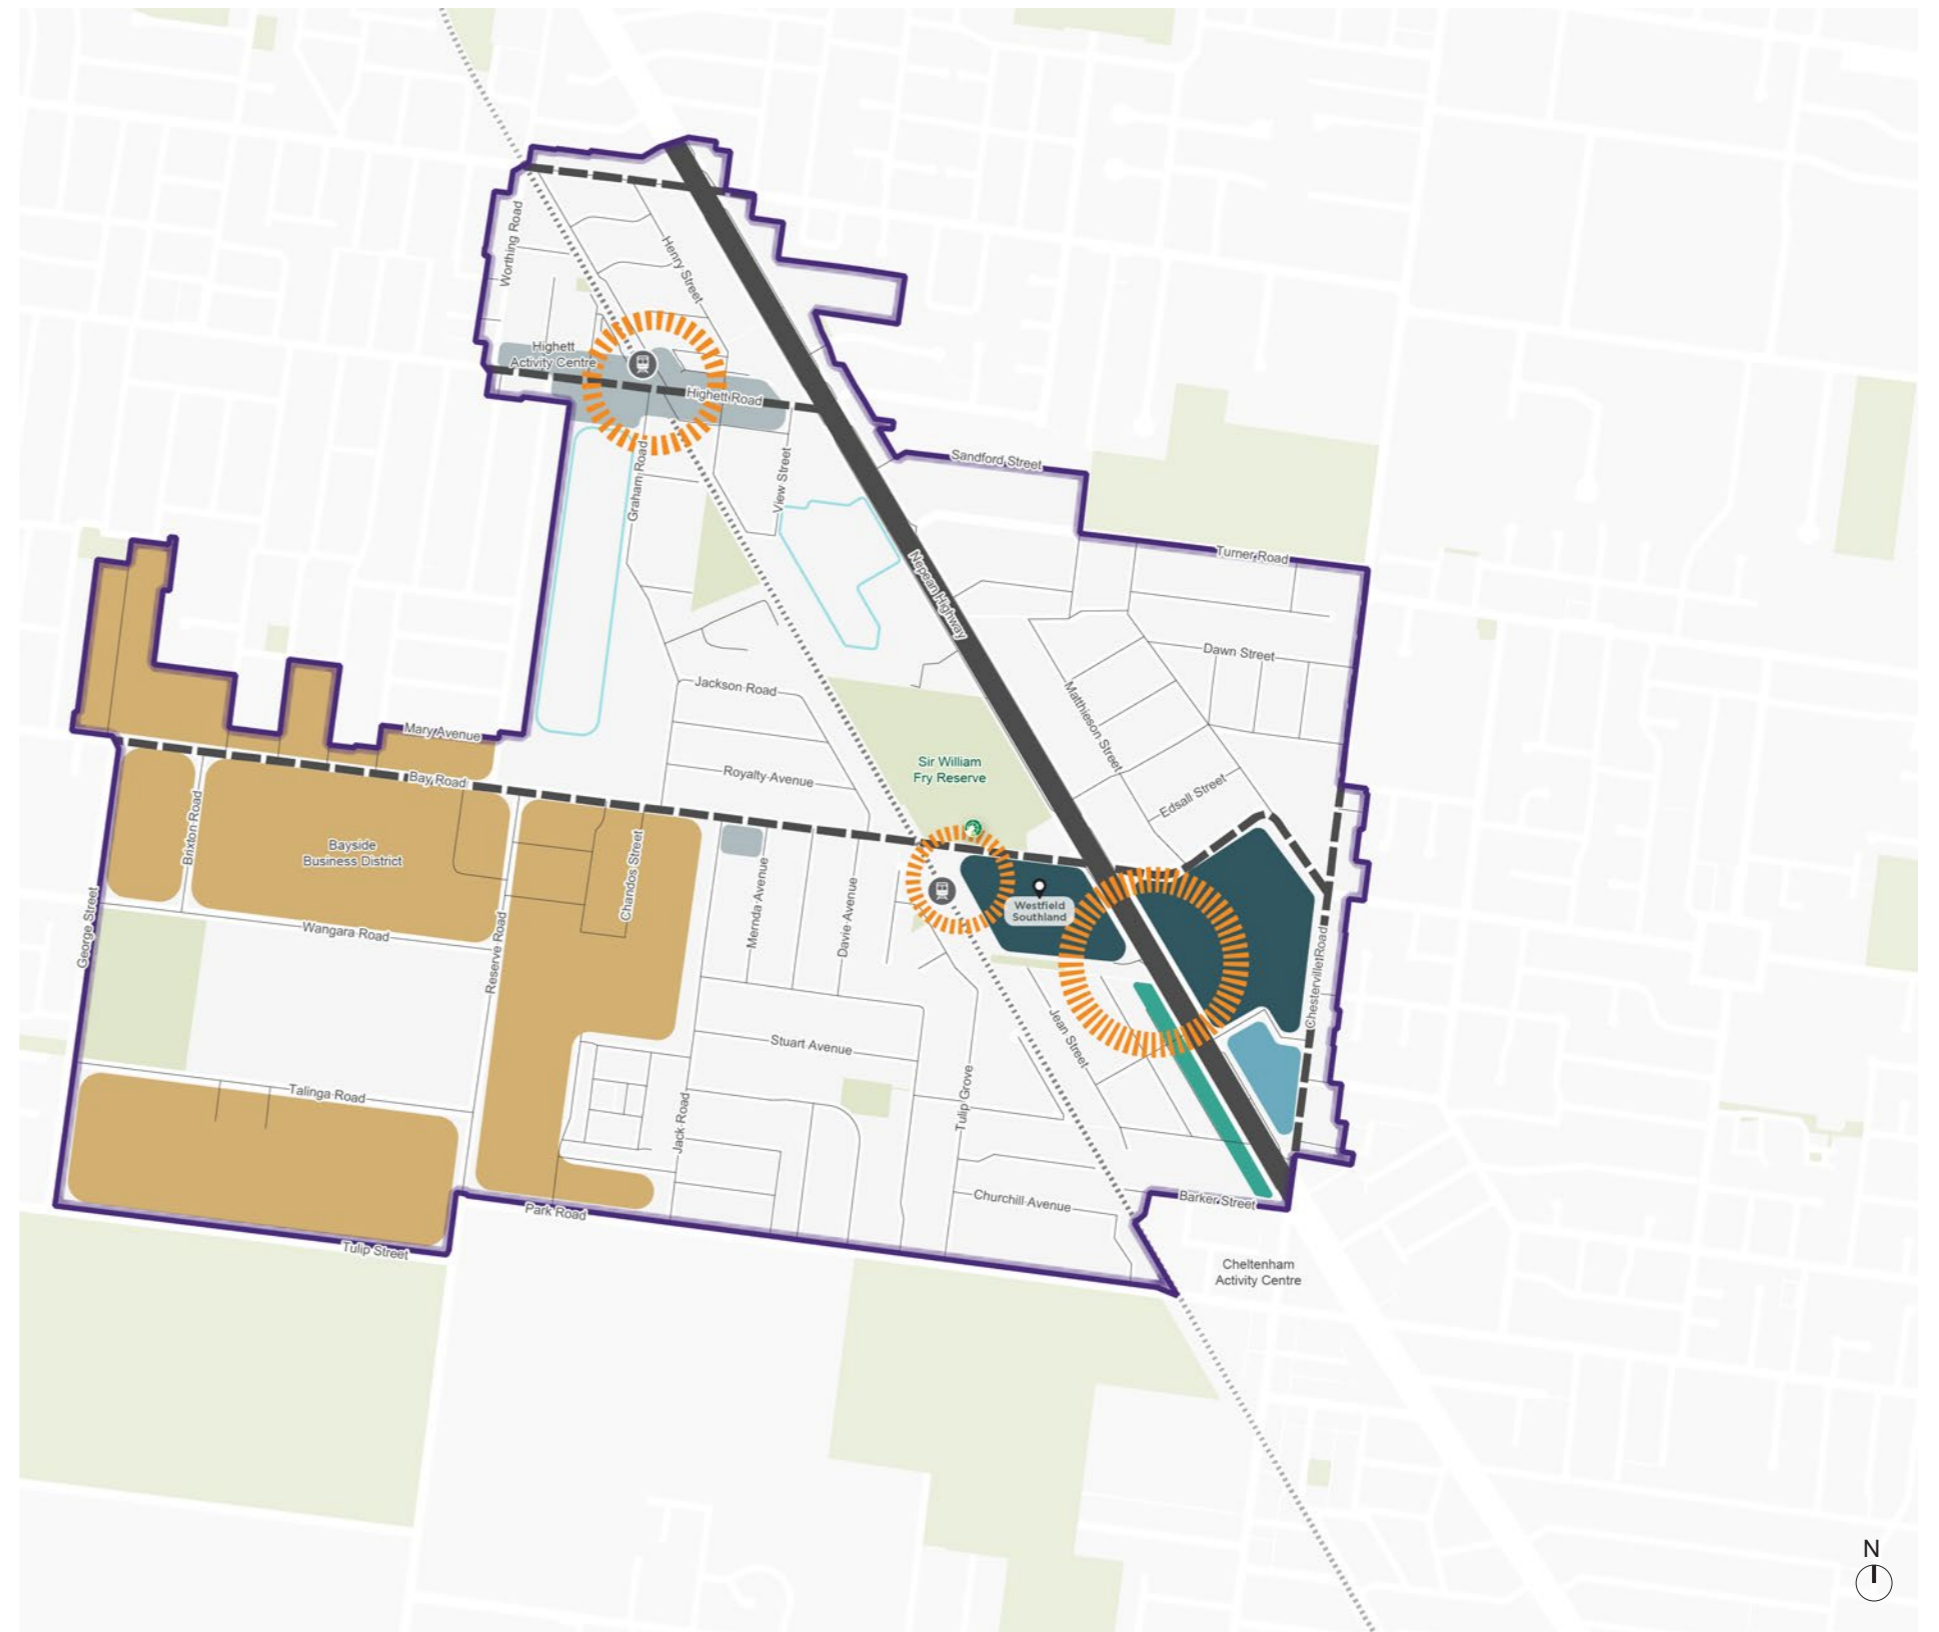 Worthing Road
Henry Street
Highett
Activity Centre
Highett Road
Graham Road
View Street
Sandford Street
Turner Road
Nepean Highway
Dawn Street
Jackson Road
Matthieson Street
Mary Avenue
Bay Road
Royalty Avenue
Sir William
Fry Reserve
Edsall Street
Brixton Road
Bayside
Business District
Chandos Street
Mernda Avenue
Davie Avenue
Westfield
Southland
George Street
Wangara Road
Reserve Road
Chesterville Road
Stuart Avenue
Jean Street
Talinga Road
Jack Road
Tulip Grove
Churchill Avenue
Barker Street
Park Road
Tulip Street
Cheltenham
Activity Centre
N